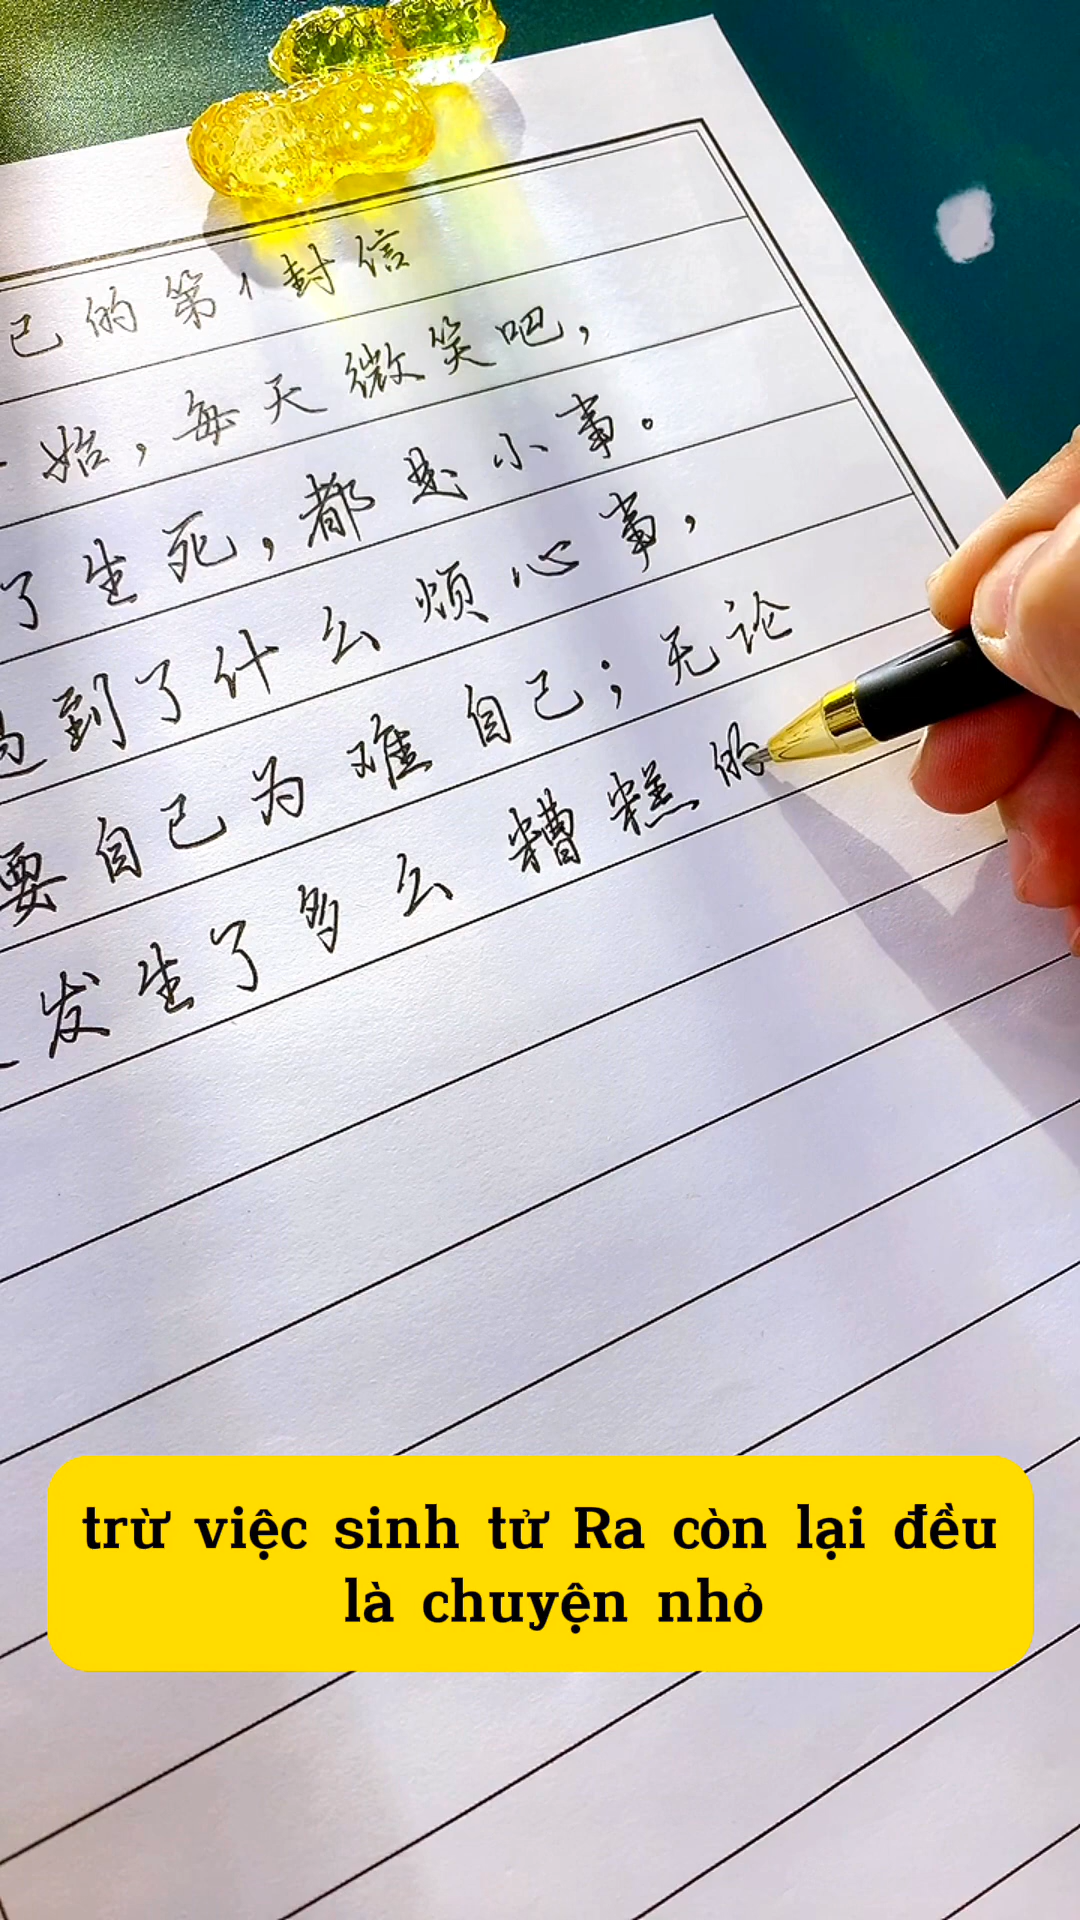 己的第1封信
始，每天微笑吧，
了生死，都是小事。
遇到了什么烦心事，
要自己为难自己；无论
发生了多么糟糕的
trừ việc sinh tử Ra còn lại đều
là chuyện nhỏ